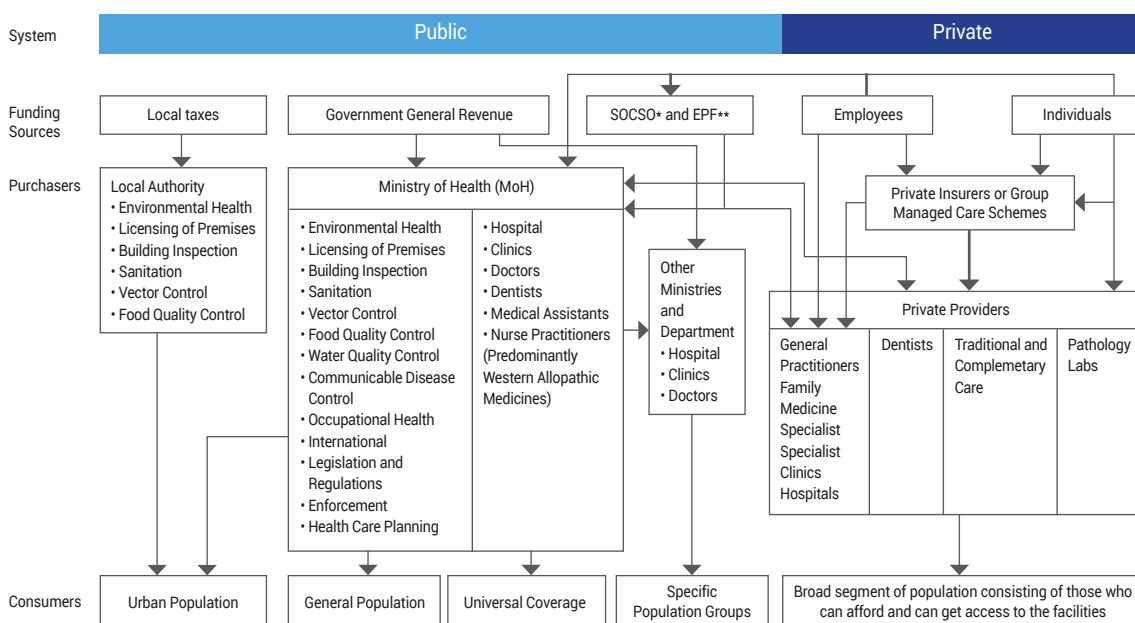 System
Public
Private
Funding
Sources
Local taxes
Government General Revenue
SOCSO* and EPF**
Employees
Individuals
Purchasers
Local Authority
• Environmental Health
• Licensing of Premises
• Building Inspection
• Sanitation
• Vector Control
• Food Quality Control
Ministry of Health (MoH)
• Environmental Health
• Licensing of Premises
• Building Inspection
• Sanitation
• Vector Control
• Food Quality Control
• Water Quality Control
• Communicable Disease
Control
• Occupational Health
• International
• Legislation and
Regulations
• Enforcement
• Health Care Planning
• Hospital
• Clinics
• Doctors
• Dentists
• Medical Assistants
• Nurse Practitioners
(Predominantly
Western Allopathic
Medicines)
Other
Ministries
and
Department
• Hospital
• Clinics
• Doctors
Private Insurers or Group
Managed Care Schemes
Private Providers
General
Practitioners
Family
Medicine
Specialist
Specialist
Clinics
Hospitals
Dentists
Traditional and
Complemetary
Care
Pathology
Labs
Consumers
Urban Population
General Population
Universal Coverage
Specific
Population Groups
Broad segment of population consisting of those who
can afford and can get access to the facilities